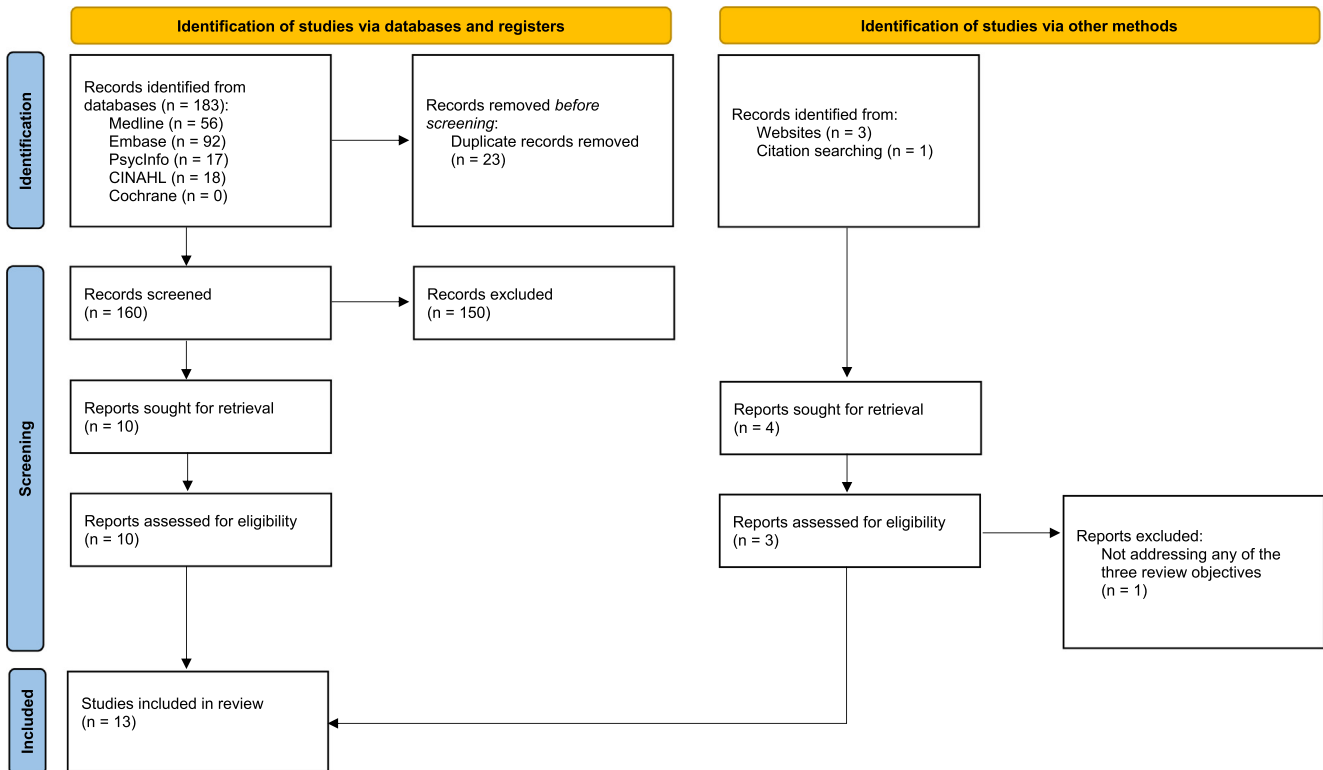 Identification of studies via databases and registers
Identification of studies via other methods
Identification
Records identified from
databases (n = 183):
Medline (n = 56)
Embase (n = 92)
PsycInfo (n = 17)
CINAHL (n = 18)
Cochrane (n = 0)
Records removed before
screening:
Duplicate records removed
(n = 23)
Records identified from:
Websites (n = 3)
Citation searching (n = 1)
Screening
Records screened
(n = 160)
Records excluded
(n = 150)
Reports sought for retrieval
(n = 10)
Reports sought for retrieval
(n = 4)
Reports assessed for eligibility
(n = 10)
Reports assessed for eligibility
(n = 3)
Reports excluded:
Not addressing any of the
three review objectives
(n = 1)
Included
Studies included in review
(n = 13)